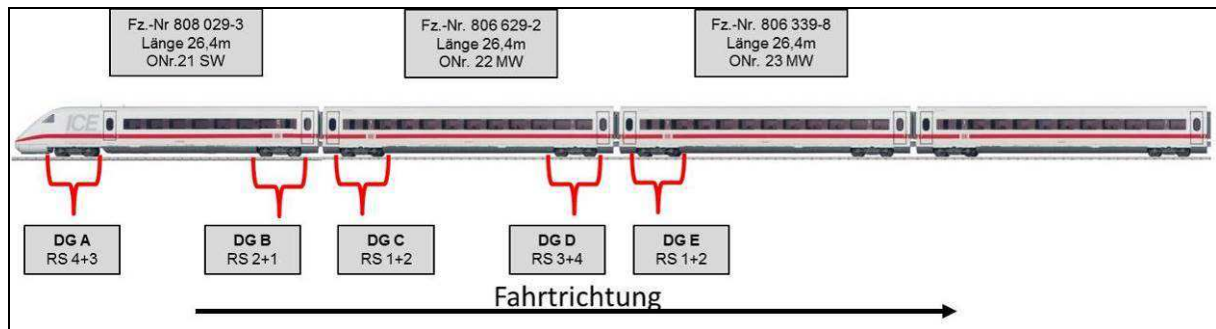 Fz.-Nr 808 029-3
Länge 26,4m
ONr.21 SW
Fz.-Nr. 806 629-2
Länge 26,4m
ONr. 22 MW
Fz.-Nr. 806 339-8
Länge 26,4m
ONr. 23 MW
ICE
DG A
RS 4+3
DG B
RS 2+1
DG C
RS 1+2
DG D
RS 3+4
DG E
RS 1+2
Fahrtrichtung